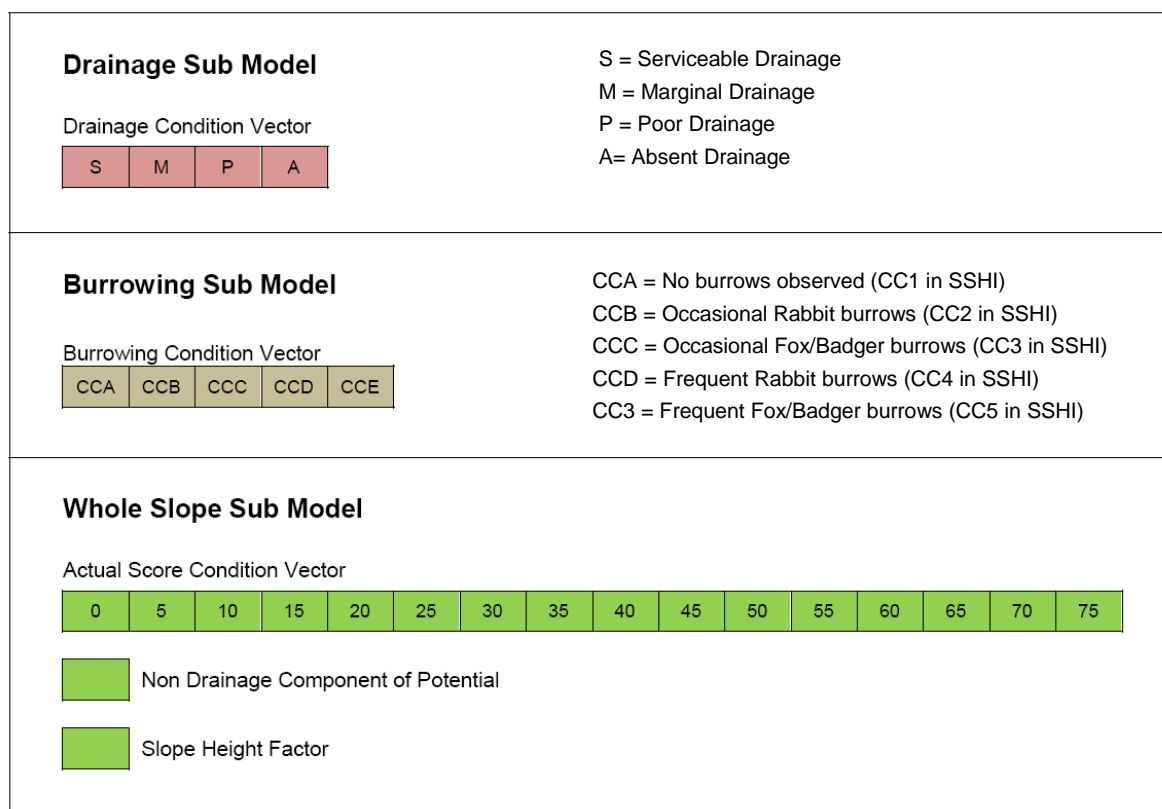 Drainage Sub Model
Drainage Condition Vector
S M P A
S = Serviceable Drainage
M = Marginal Drainage
P = Poor Drainage
A= Absent Drainage
Burrowing Sub Model
Burrowing Condition Vector
CCA CCB CCC CCD CCE
CCA = No burrows observed (CC1 in SSHI)
CCB = Occasional Rabbit burrows (CC2 in SSHI)
CCC = Occasional Fox/Badger burrows (CC3 in SSHI)
CCD = Frequent Rabbit burrows (CC4 in SSHI)
CC3 = Frequent Fox/Badger burrows (CC5 in SSHI)
Whole Slope Sub Model
Actual Score Condition Vector
0 5 10 15 20 25 30 35 40 45 50 55 60 65 70 75
Non Drainage Component of Potential
Slope Height Factor